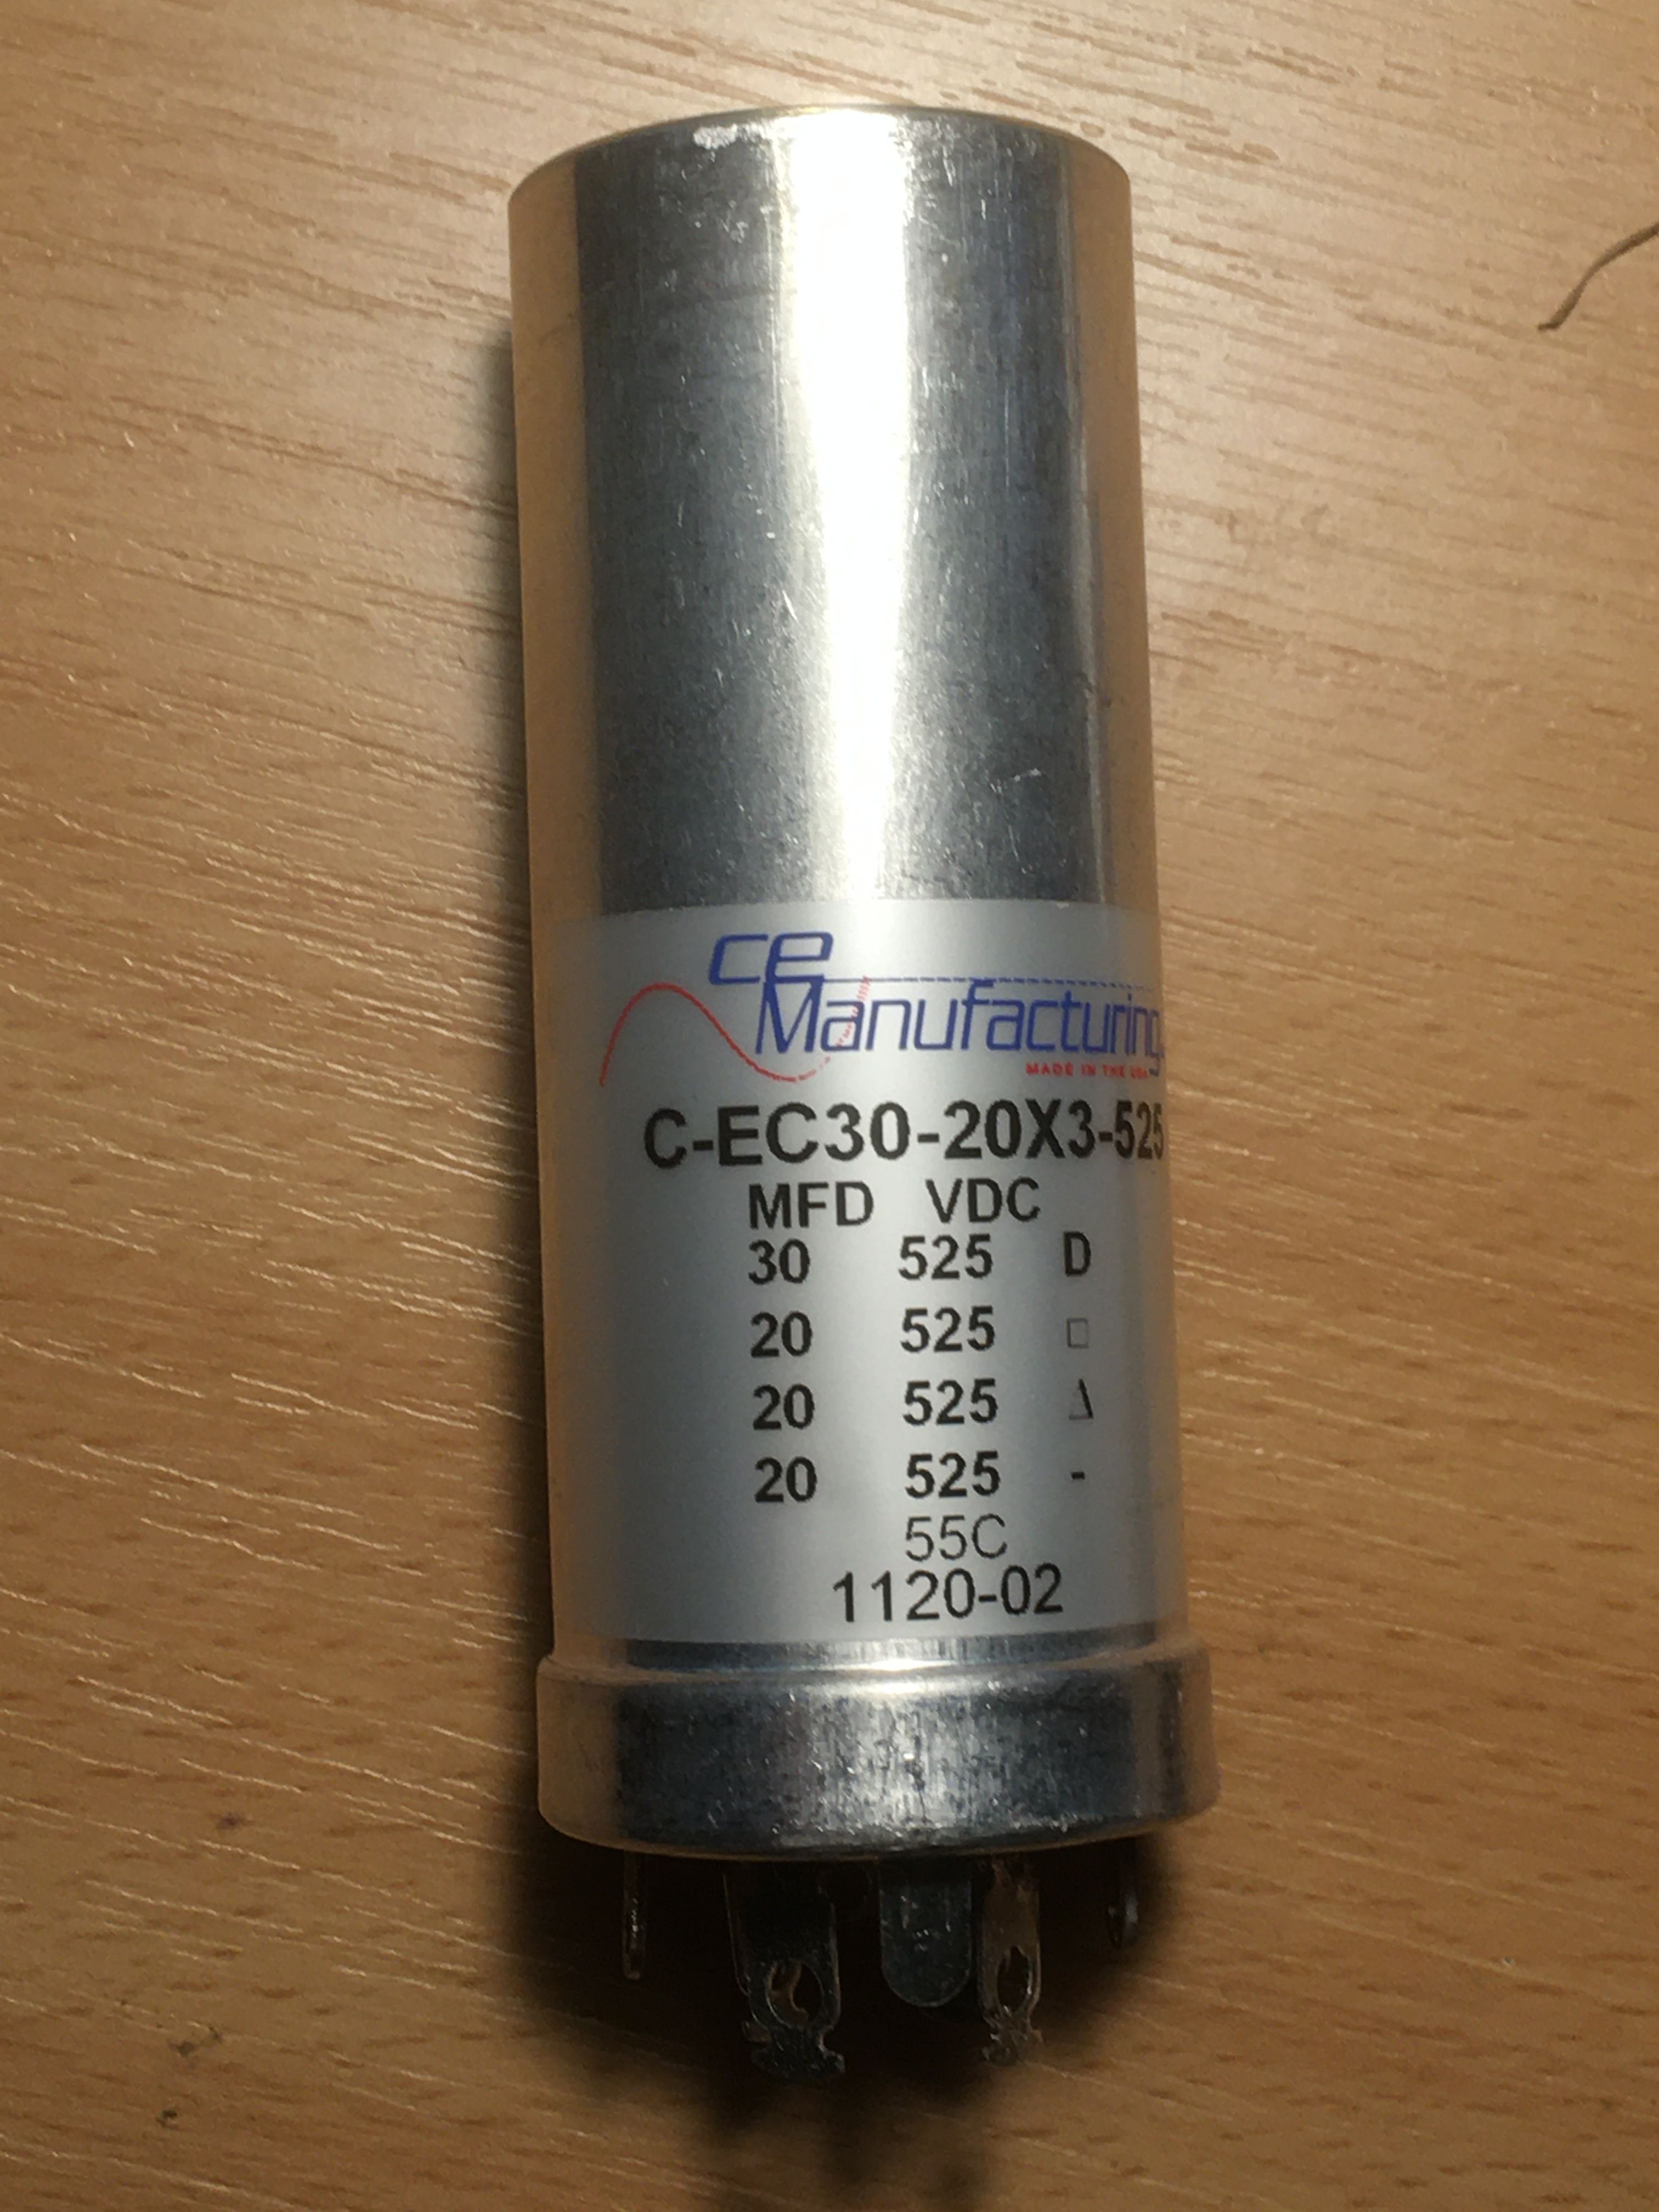 ce
Manufacturing
MADE IN THE USA
C-EC30-20X3-525
MFD VDC
30 525 D
20 525 □
20 525 Δ
20 525 -
55C
1120-02